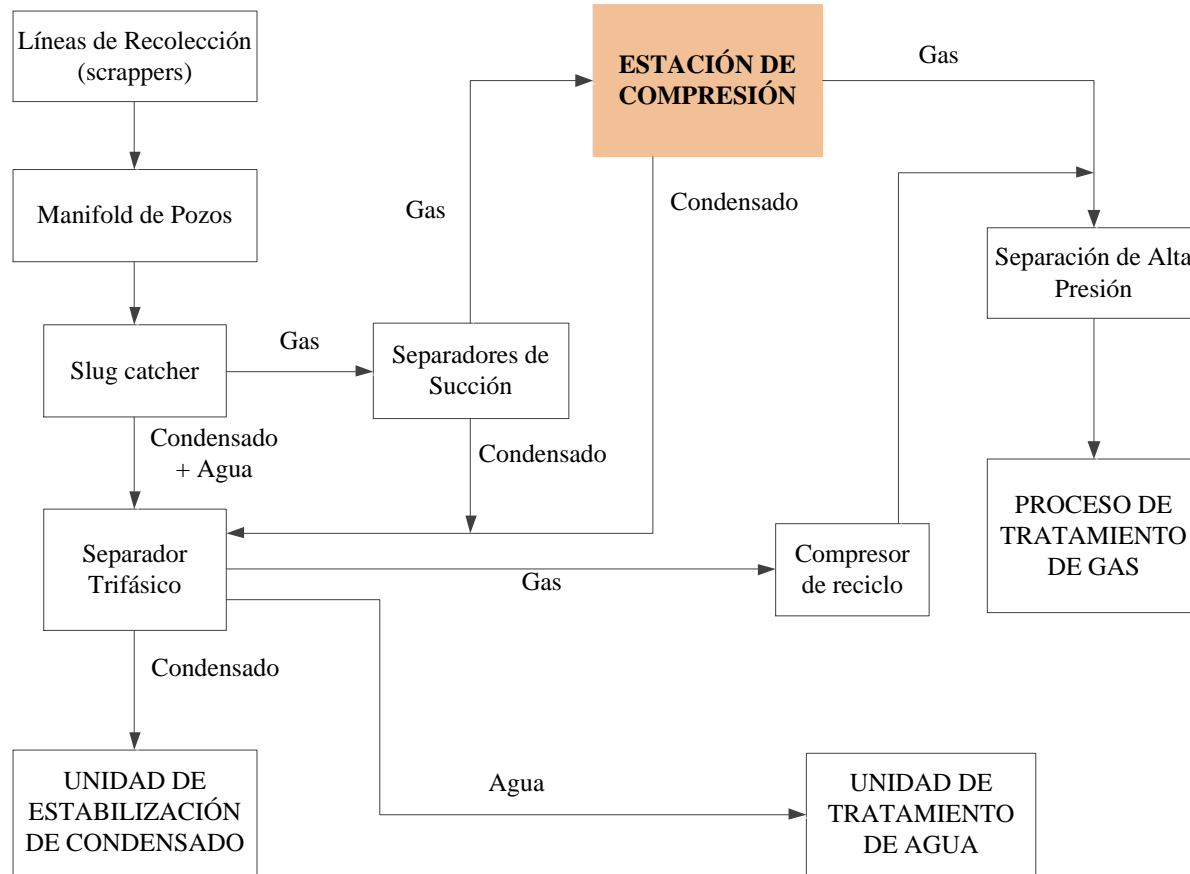 Líneas de Recolección
(scrappers)
ESTACIÓN DE
COMPRESIÓN
Gas
Manifold de Pozos
Gas
Condensado
Separación de Alta
Presión
Slug catcher
Gas
Separadores de
Succión
Condensado
+ Agua
Condensado
Separador
Trifásico
Gas
Compresor
de reciclo
PROCESO DE
TRATAMIENTO
DE GAS
Condensado
UNIDAD DE
ESTABILIZACIÓN
DE CONDENSADO
Agua
UNIDAD DE
TRATAMIENTO
DE AGUA